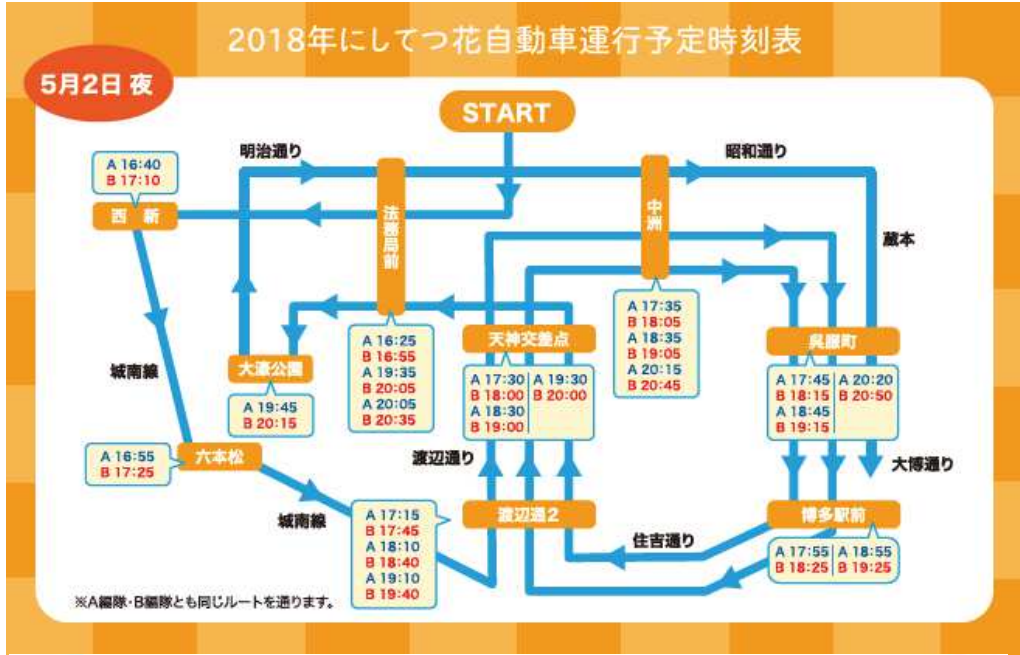 2018年にしてつ花自動車運行予定時刻表
5月2日 夜
START
明治通り
昭和通り
A 16:40
B 17:10
西 新
法務局前
中洲
蔵本
A 17:35
B 18:05
A 18:35
B 19:05
A 20:15
B 20:45
天神交差点
呉服町
A 16:25
B 16:55
A 19:35
B 20:05
A 20:05
B 20:35
大濠公園
城南線
A 17:30
B 18:00
A 18:30
B 19:00
A 19:30
B 20:00
A 17:45
B 18:15
A 18:45
B 19:15
A 20:20
B 20:50
A 19:45
B 20:15
六本松
A 16:55
B 17:25
渡辺通り
大博通り
城南線
A 17:15
B 17:45
A 18:10
B 18:40
A 19:10
B 19:40
渡辺通2
博多駅前
住吉通り
A 17:55
B 18:25
A 18:55
B 19:25
※A編隊・B編隊とも同じルートを通ります。